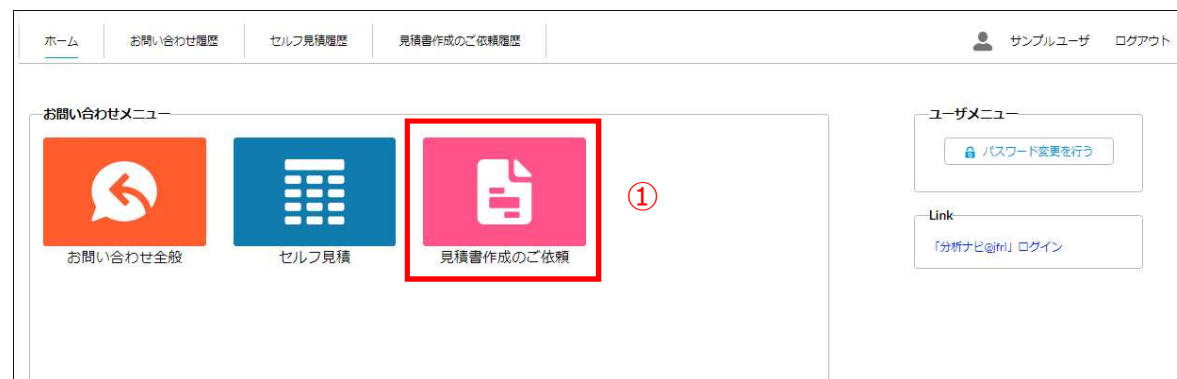 ホーム お問い合わせ履歴 セルフ見積履歴 見積書作成のご依頼履歴 サンプルユーザ ログアウト
お問い合わせメニュー
お問い合わせ全般 セルフ見積 見積書作成のご依頼
①
ユーザメニュー
パスワード変更を行う
Link
「分析ナビ@jfrl」ログイン